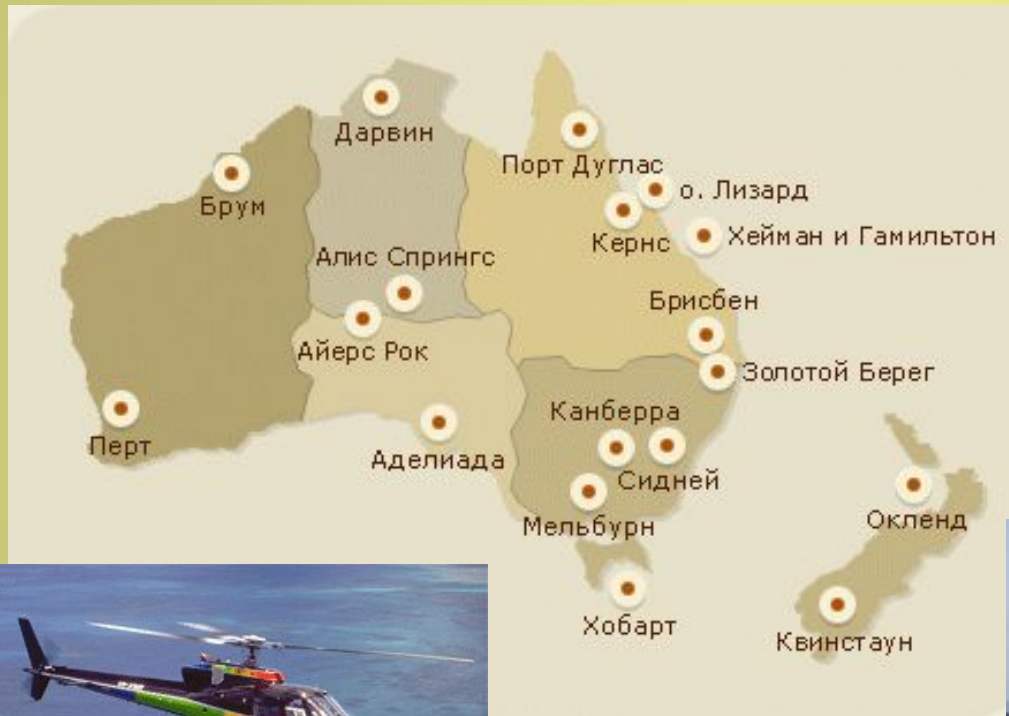 Дарвин
Порт Дуглас
о. Лизард
Брум
Кернс
Хейман и Гамильтон
Алис Спрингс
Брисбен
Айерс Рок
Золотой Берег
Канберра
Перт
Аделиада
Сидней
Мельбурн
Окленд
Хобарт
Квинстаун